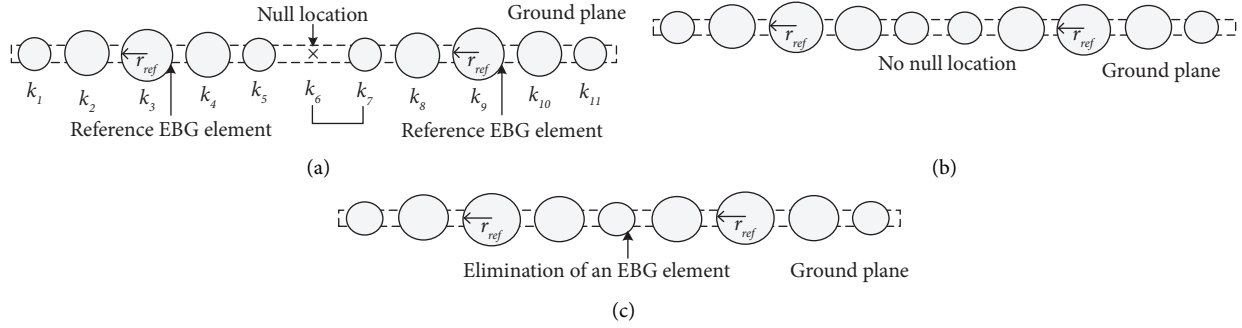 Null location
Ground plane
r_ref
r_ref
k_1
k_2
k_3
k_4
k_5
k_6
k_7
k_8
k_9
k_10
k_11
Reference EBG element
Reference EBG element
(a)
r_ref
r_ref
No null location
Ground plane
(b)
r_ref
r_ref
Elimination of an EBG element
Ground plane
(c)